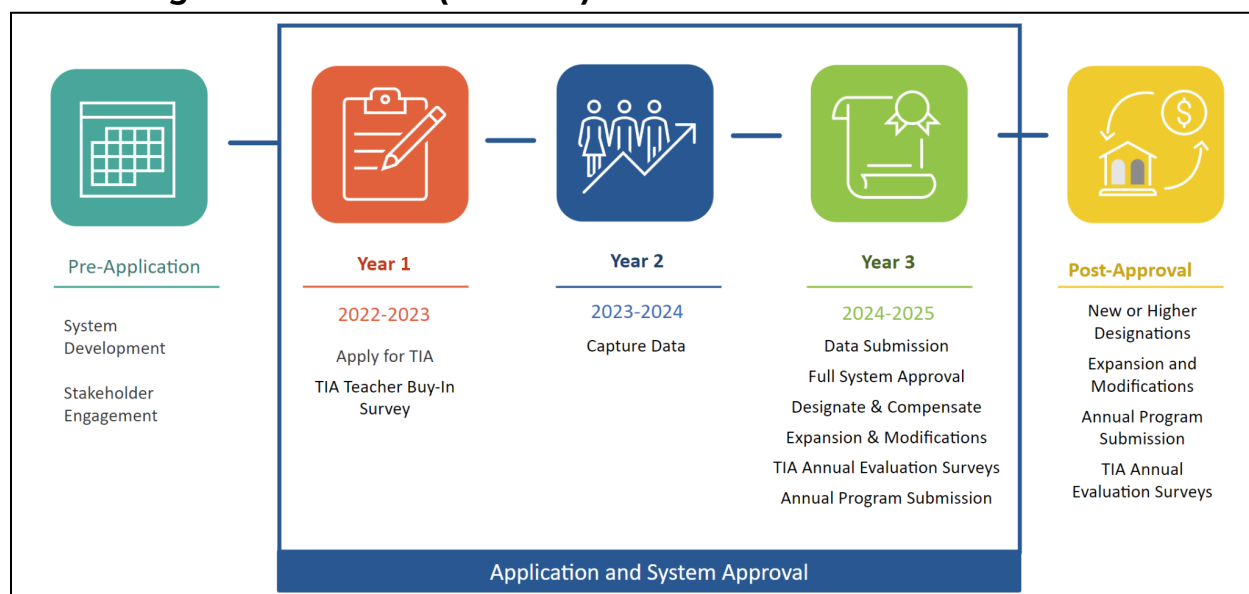 Pre-Application
System
Development
Stakeholder
Engagement
Year 1
2022-2023
Apply for TIA
TIA Teacher Buy-In
Survey
Year 2
2023-2024
Capture Data
Year 3
2024-2025
Data Submission
Full System Approval
Designate & Compensate
Expansion & Modifications
TIA Annual Evaluation Surveys
Annual Program Submission
Post-Approval
New or Higher
Designations
Expansion and
Modifications
Annual Program
Submission
TIA Annual
Evaluation Surveys
$
Application and System Approval